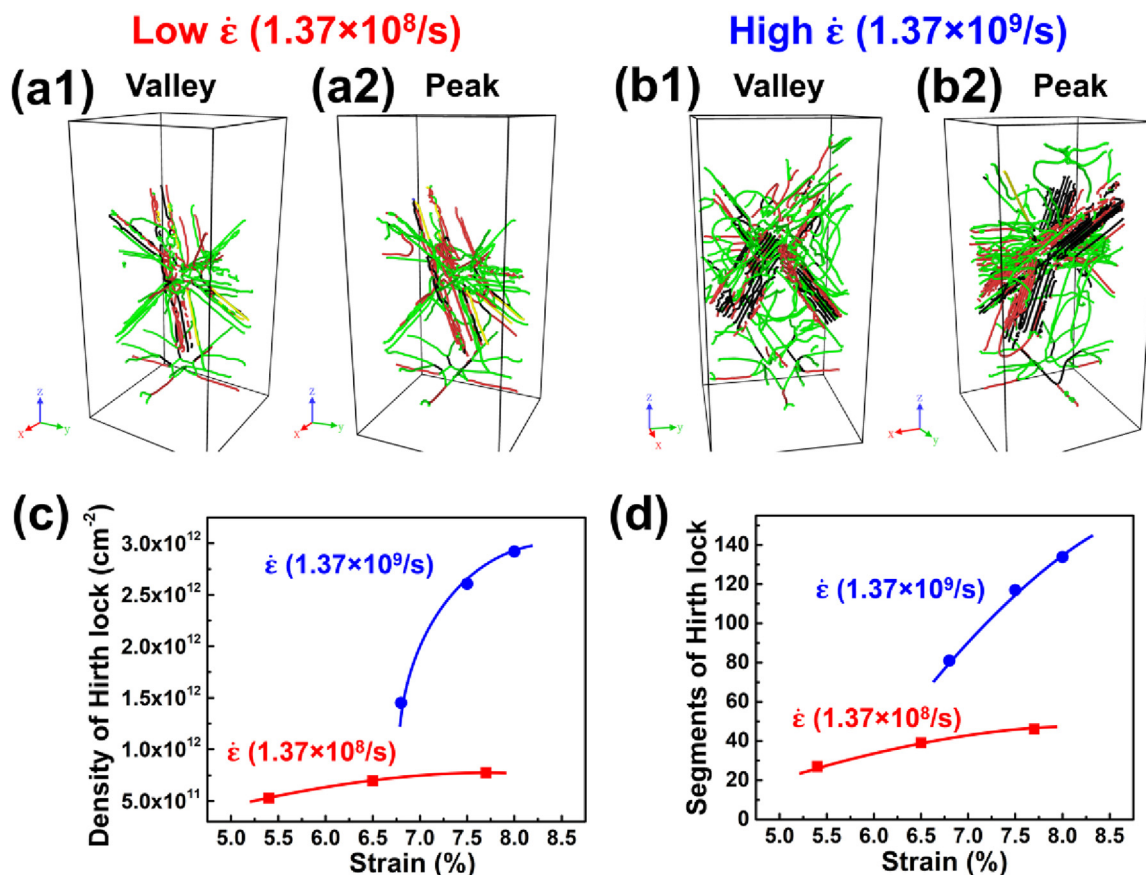 Low ε̇ (1.37×10⁸/s)
High ε̇ (1.37×10⁹/s)
(a1) Valley
(a2) Peak
(b1) Valley
(b2) Peak
z
x
y
z
x
y
z
x
y
z
x
y
(c)
Density of Hirth lock (cm⁻²)
3.0x10¹²
2.5x10¹²
2.0x10¹²
1.5x10¹²
1.0x10¹²
5.0x10¹¹
ε̇ (1.37×10⁹/s)
ε̇ (1.37×10⁸/s)
5.0 5.5 6.0 6.5 7.0 7.5 8.0 8.5
Strain (%)
(d)
Segments of Hirth lock
140
120
100
80
60
40
20
0
ε̇ (1.37×10⁹/s)
ε̇ (1.37×10⁸/s)
5.0 5.5 6.0 6.5 7.0 7.5 8.0 8.5
Strain (%)